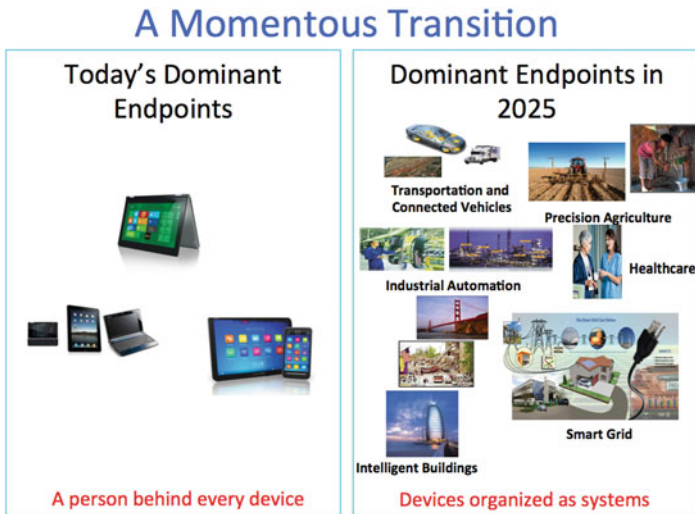 A Momentous Transition
Today's Dominant
Endpoints
A person behind every device
Dominant Endpoints in
2025
Transportation and
Connected Vehicles
Precision Agriculture
Industrial Automation
Healthcare
Smart Grid
Intelligent Buildings
Devices organized as systems